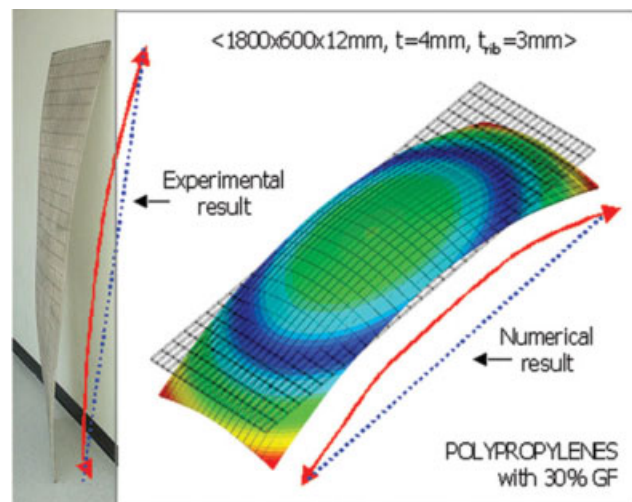 <1800x600x12mm, t=4mm, trib=3mm>
Experimental
result
Numerical
result
POLYPROPYLENES
with 30% GF